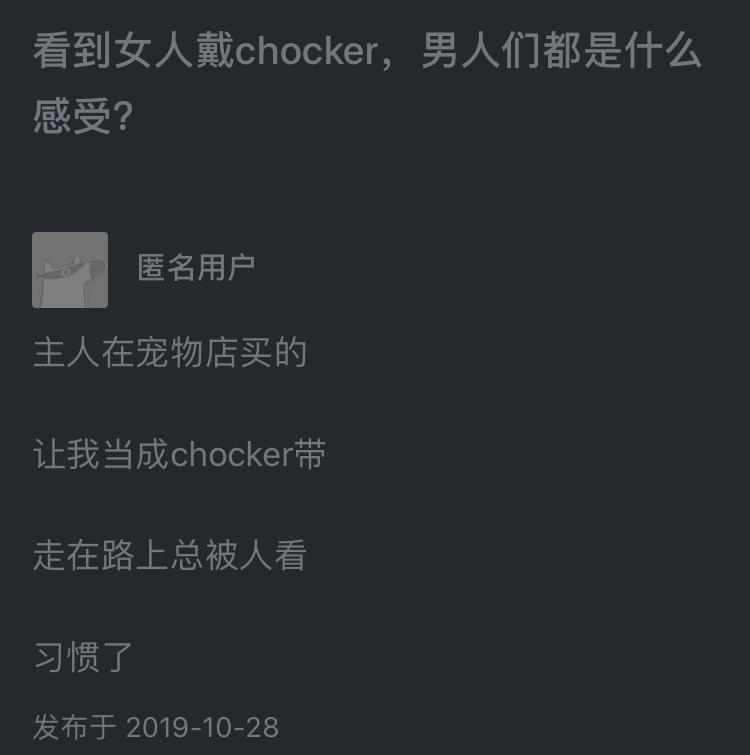 看到女人戴chocker，男人们都是什么
感受?
匿名用户
主人在宠物店买的
让我当成chocker带
走在路上总被人看
习惯了
发布于 2019-10-28